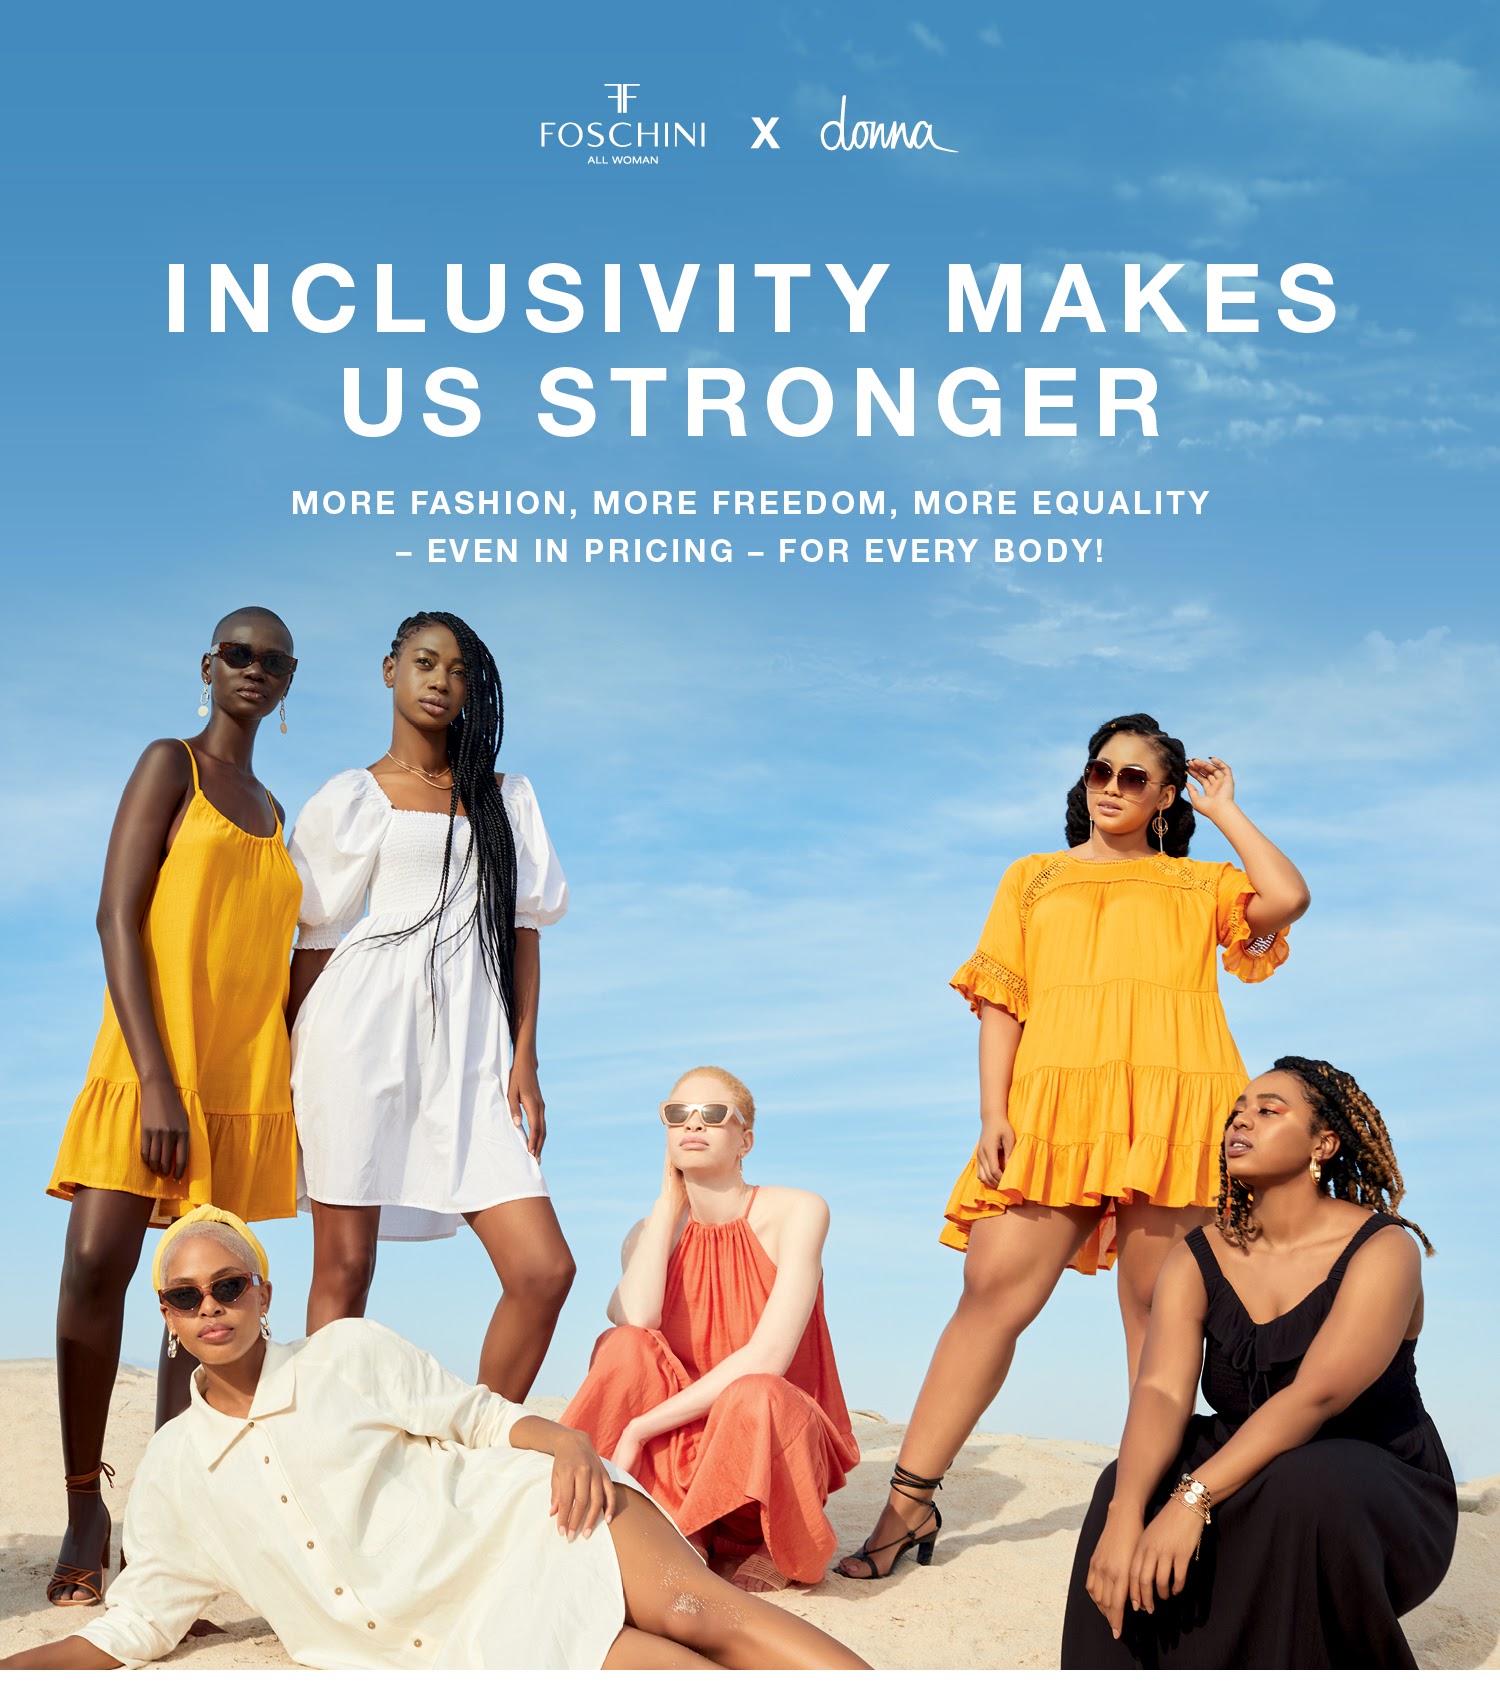 FOSCHINI X donna
ALL WOMAN
INCLUSIVITY MAKES
US STRONGER
MORE FASHION, MORE FREEDOM, MORE EQUALITY
– EVEN IN PRICING – FOR EVERY BODY!